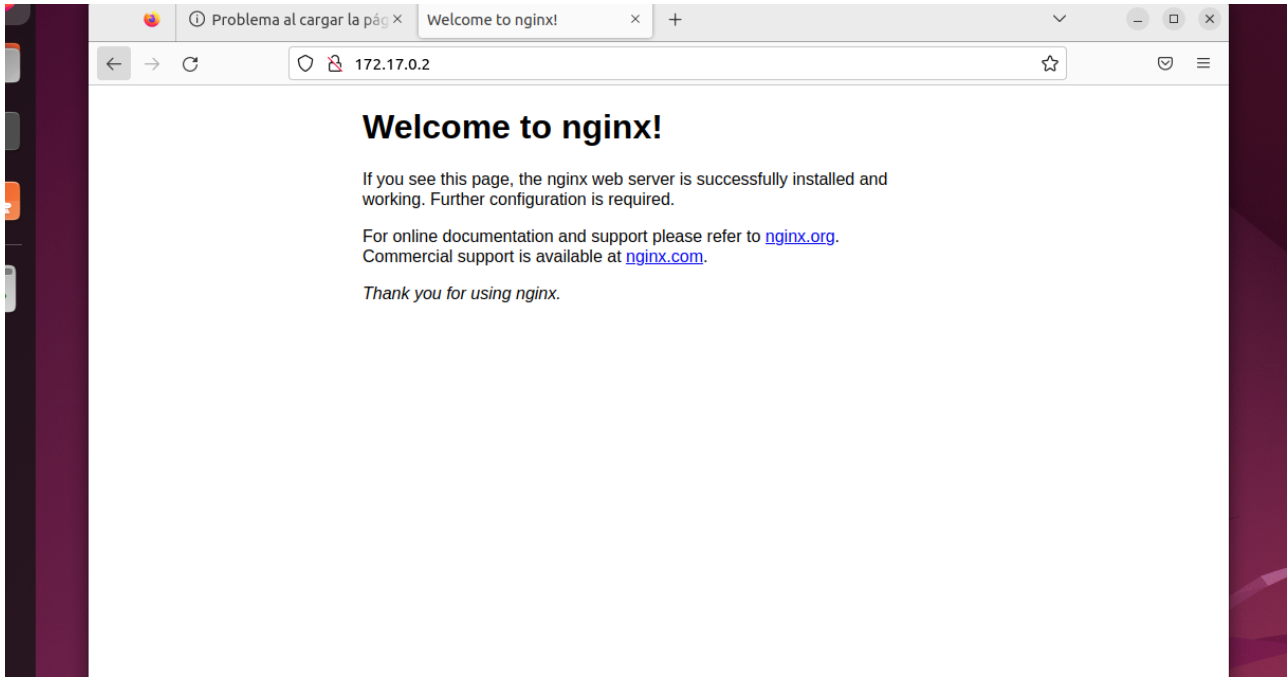 Problema al cargar la pág
Welcome to nginx!
172.17.0.2
Welcome to nginx!
If you see this page, the nginx web server is successfully installed and
working. Further configuration is required.
For online documentation and support please refer to nginx.org.
Commercial support is available at nginx.com.
Thank you for using nginx.